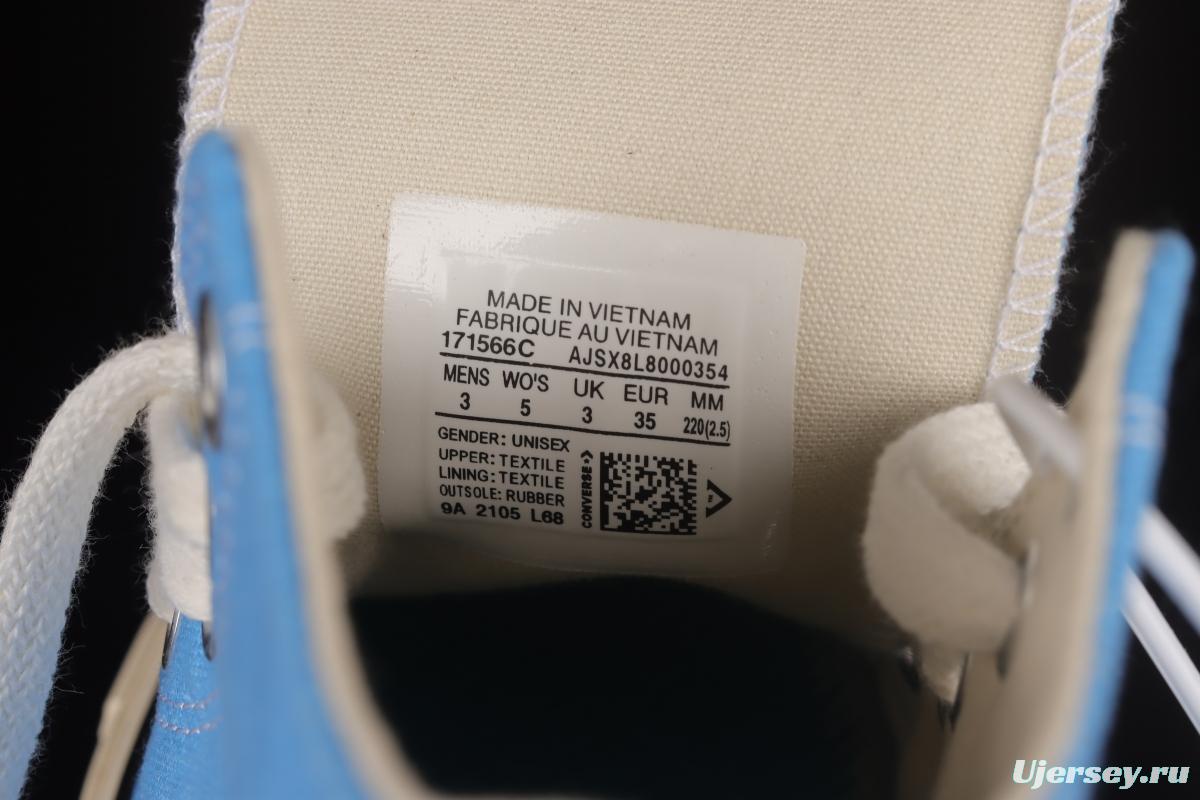 MADE IN VIETNAM
FABRIQUE AU VIETNAM
171566C AJSX8L8000354
MENS WO'S UK EUR MM
3 5 3 35 220(2.5)
GENDER: UNISEX
UPPER: TEXTILE
LINING: TEXTILE
OUTSOLE: RUBBER
9A 2105 L68
CONVERSE
Ujersey.ru